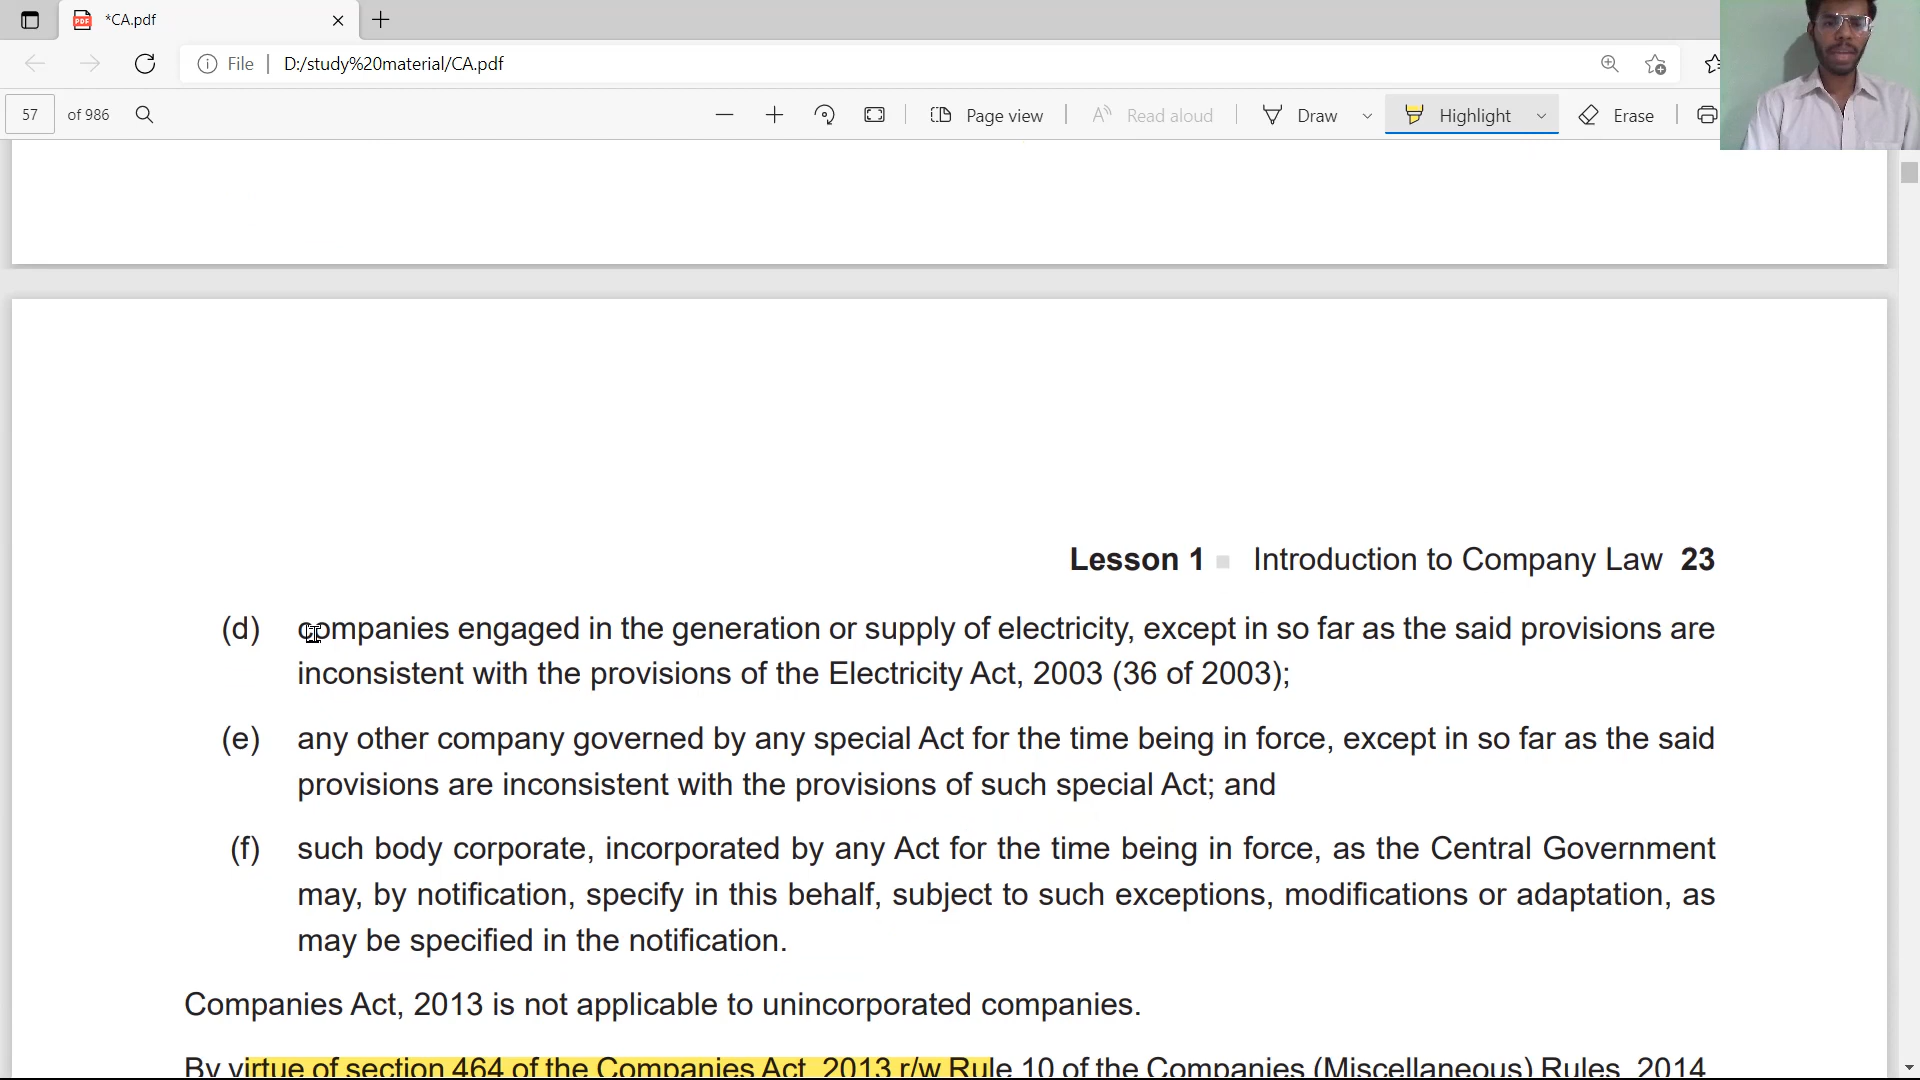 *CA.pdf
File | D:/study%20material/CA.pdf
57 of 986 Page view Read aloud Draw Highlight Erase
Lesson 1 ■ Introduction to Company Law 23
(d) companies engaged in the generation or supply of electricity, except in so far as the said provisions are
inconsistent with the provisions of the Electricity Act, 2003 (36 of 2003);
(e) any other company governed by any special Act for the time being in force, except in so far as the said
provisions are inconsistent with the provisions of such special Act; and
(f) such body corporate, incorporated by any Act for the time being in force, as the Central Government
may, by notification, specify in this behalf, subject to such exceptions, modifications or adaptation, as
may be specified in the notification.
Companies Act, 2013 is not applicable to unincorporated companies.
By virtue of section 464 of the Companies Act, 2013 r/w Rule 10 of the Companies (Miscellaneous) Rules, 2014